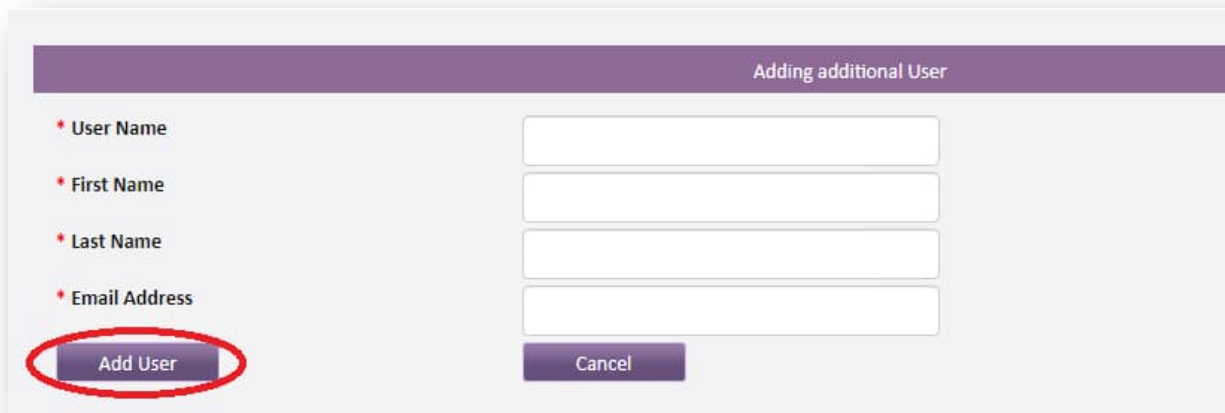 Adding additional User
* User Name
* First Name
* Last Name
* Email Address
Add User Cancel